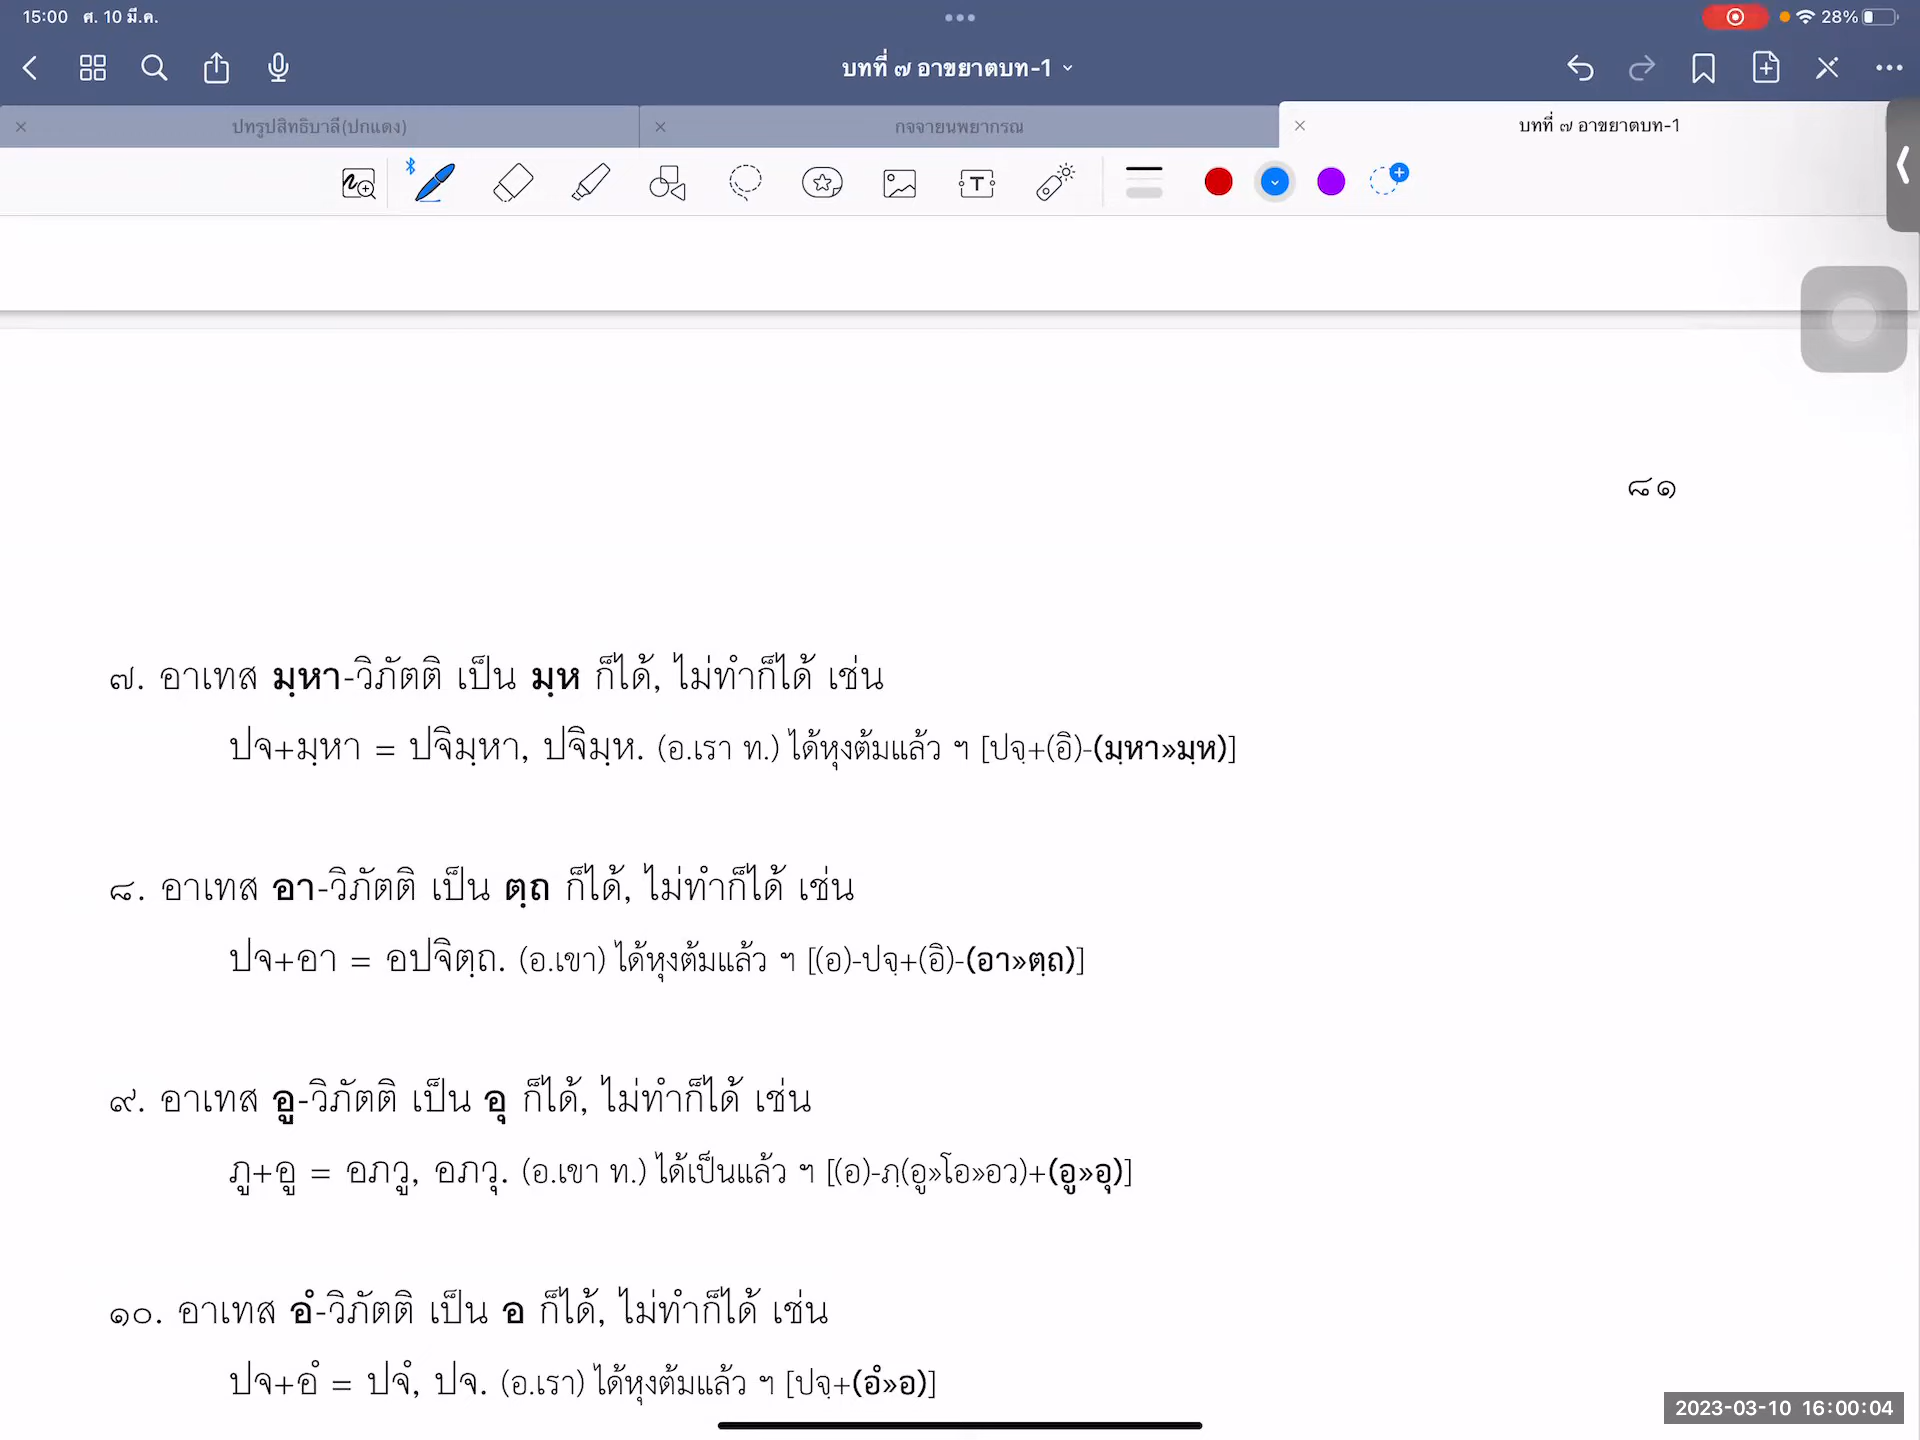 15:00 ศ. 10 มี.ค.
28%
บทที่ ๗ อาขยาตบท-1
ปทรูปสิทธิบาลี(ปกแดง)
กจจายนพยากรณ
บทที่ ๗ อาขยาตบท-1
๘๑
๗. อาเทส มฺหา-วิภัตติ เป็น มฺห ก็ได้, ไม่ทำก็ได้ เช่น
ปจ+มฺหา = ปจิมฺหา, ปจิมฺห. (อ.เรา ท.) ได้หุงต้มแล้ว ฯ [ปจฺ+(อิ)-(มฺหา»มฺห)]
๘. อาเทส อา-วิภัตติ เป็น ตฺถ ก็ได้, ไม่ทำก็ได้ เช่น
ปจ+อา = อปจิตฺถ. (อ.เขา) ได้หุงต้มแล้ว ฯ [(อ)-ปจฺ+(อิ)-(อา»ตฺถ)]
๙. อาเทส อู-วิภัตติ เป็น อุ ก็ได้, ไม่ทำก็ได้ เช่น
ภู+อู = อภวู, อภวุ. (อ.เขา ท.) ได้เป็นแล้ว ฯ [(อ)-ภฺ(อู»โอ»อว)+(อู»อุ)]
๑๐. อาเทส อํ-วิภัตติ เป็น อ ก็ได้, ไม่ทำก็ได้ เช่น
ปจ+อํ = ปจํ, ปจ. (อ.เรา) ได้หุงต้มแล้ว ฯ [ปจฺ+(อํ»อ)]
2023-03-10 16:00:04